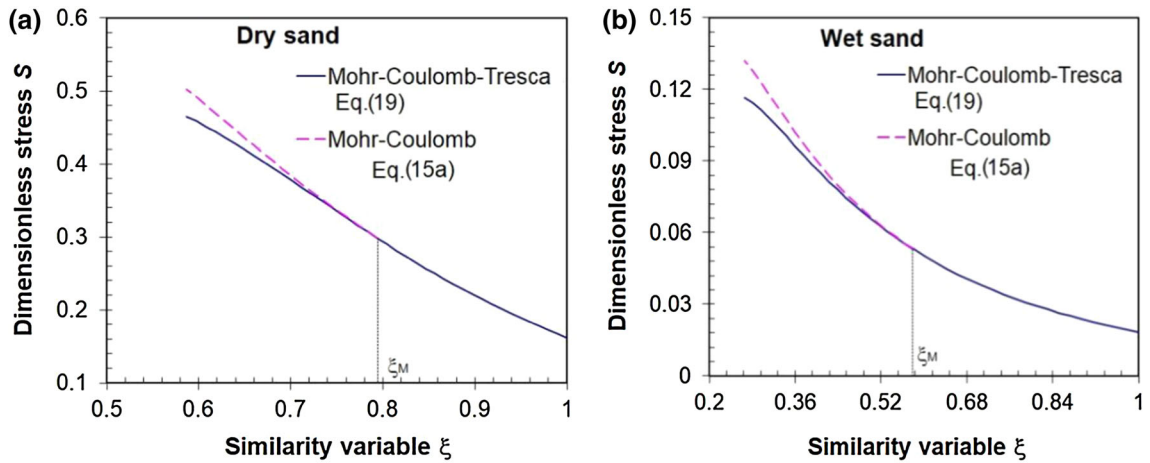 (a)
Dry sand
Mohr-Coulomb-Tresca
Eq.(19)
Mohr-Coulomb
Eq.(15a)
Dimensionless stress S
0.6
0.5
0.4
0.3
0.2
0.1
ξM
0.5 0.6 0.7 0.8 0.9 1
Similarity variable ξ
(b)
Wet sand
Mohr-Coulomb-Tresca
Eq.(19)
Mohr-Coulomb
Eq.(15a)
Dimensionless stress S
0.15
0.12
0.09
0.06
0.03
0
ξM
0.2 0.36 0.52 0.68 0.84 1
Similarity variable ξ